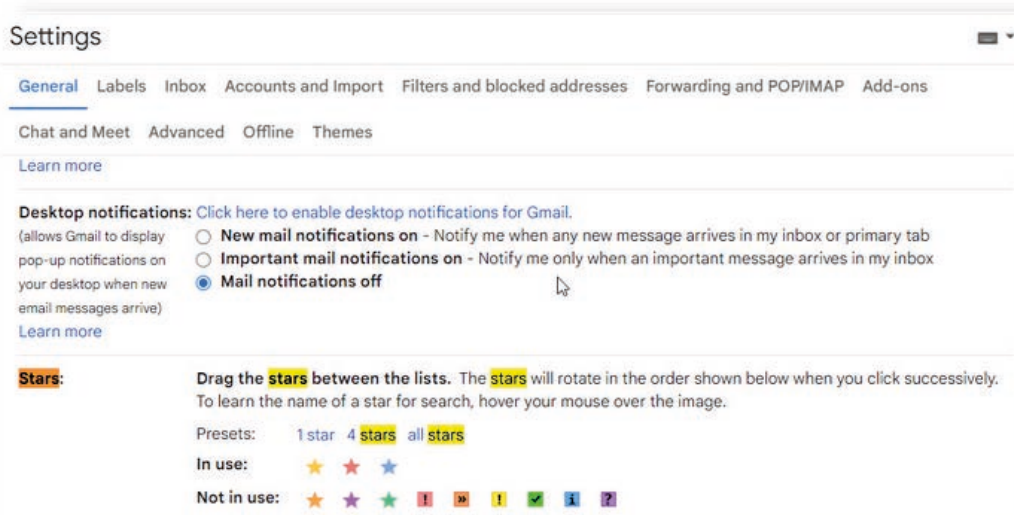 Settings
General Labels Inbox Accounts and Import Filters and blocked addresses Forwarding and POP/IMAP Add-ons
Chat and Meet Advanced Offline Themes
Learn more
Desktop notifications: Click here to enable desktop notifications for Gmail.
(allows Gmail to display
pop-up notifications on
your desktop when new
email messages arrive)
New mail notifications on - Notify me when any new message arrives in my inbox or primary tab
Important mail notifications on - Notify me only when an important message arrives in my inbox
Mail notifications off
Learn more
Stars: Drag the stars between the lists. The stars will rotate in the order shown below when you click successively.
To learn the name of a star for search, hover your mouse over the image.
Presets: 1 star 4 stars all stars
In use:
Not in use: ! » ! ✓ i ?